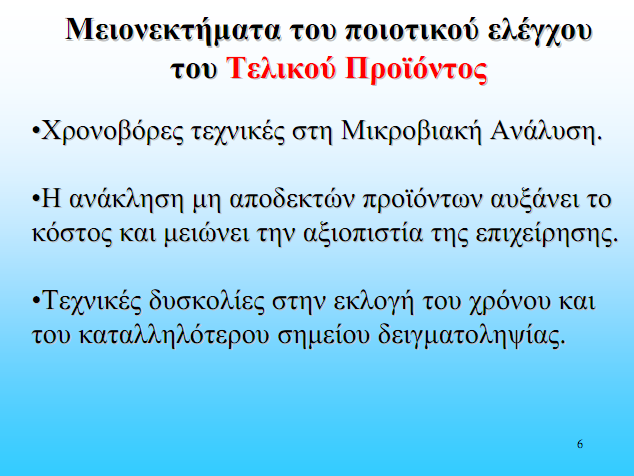 Μειονεκτήματα του ποιοτικού ελέγχου
του Τελικού Προϊόντος
•Χρονοβόρες τεχνικές στη Μικροβιακή Ανάλυση.
•Η ανάκληση μη αποδεκτών προϊόντων αυξάνει το
κόστος και μειώνει την αξιοπιστία της επιχείρησης.
•Τεχνικές δυσκολίες στην εκλογή του χρόνου και
του καταλληλότερου σημείου δειγματοληψίας.
6